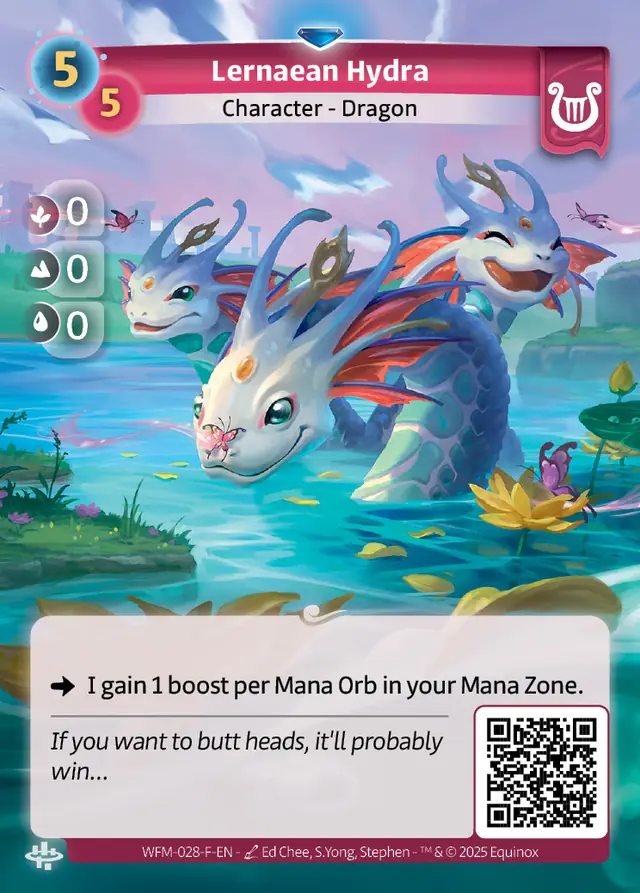 5
5
Lernaean Hydra
Character - Dragon
0
0
0
I gain 1 boost per Mana Orb in your Mana Zone.
If you want to butt heads, it'll probably
win...
WFM-028-F-EN - Ed Chee, S.Yong, Stephen - ™ & © 2025 Equinox